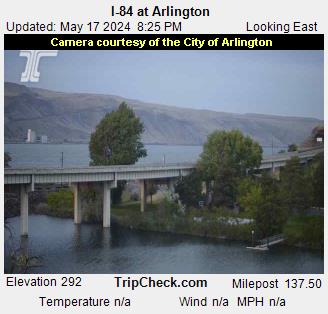 I-84 at Arlington
Updated: May 17 2024 8:25 PM Looking East
Camera courtesy of the City of Arlington
Elevation 292 TripCheck.com Milepost 137.50
Temperature n/a Wind n/a MPH n/a